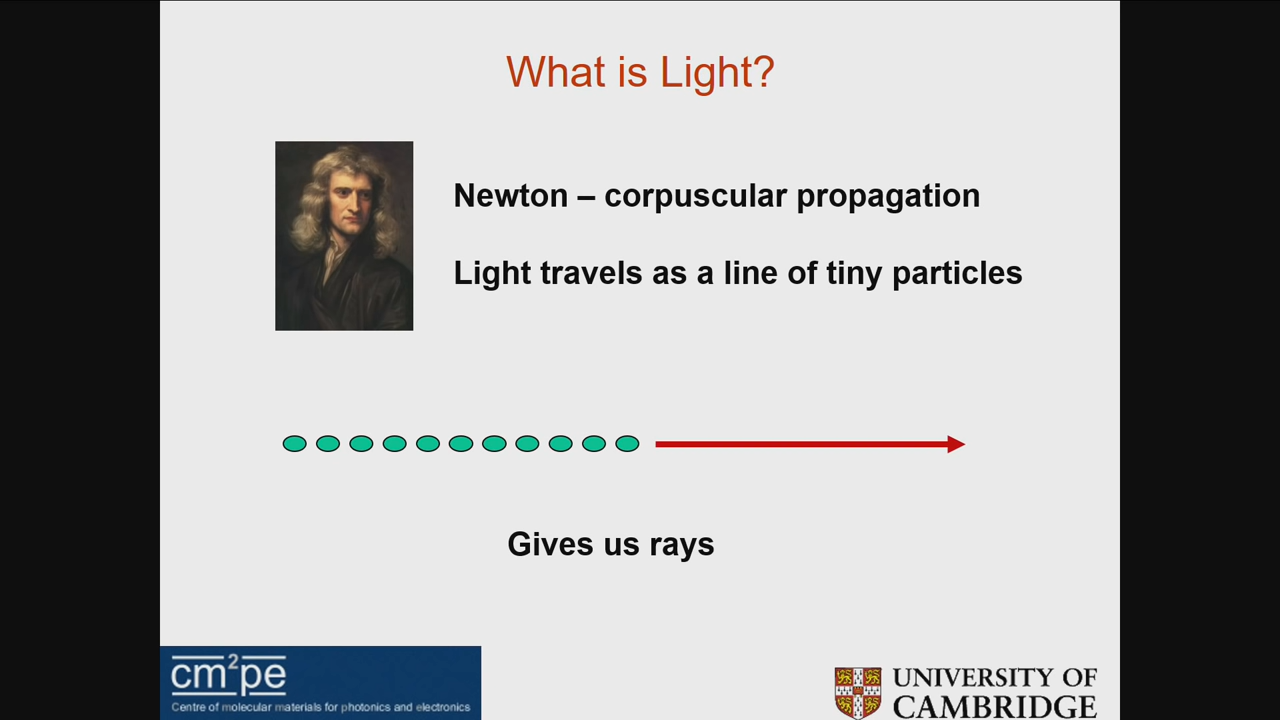 What is Light?
Newton – corpuscular propagation
Light travels as a line of tiny particles
Gives us rays
cm²pe
Centre of molecular materials for photonics and electronics
UNIVERSITY OF
CAMBRIDGE